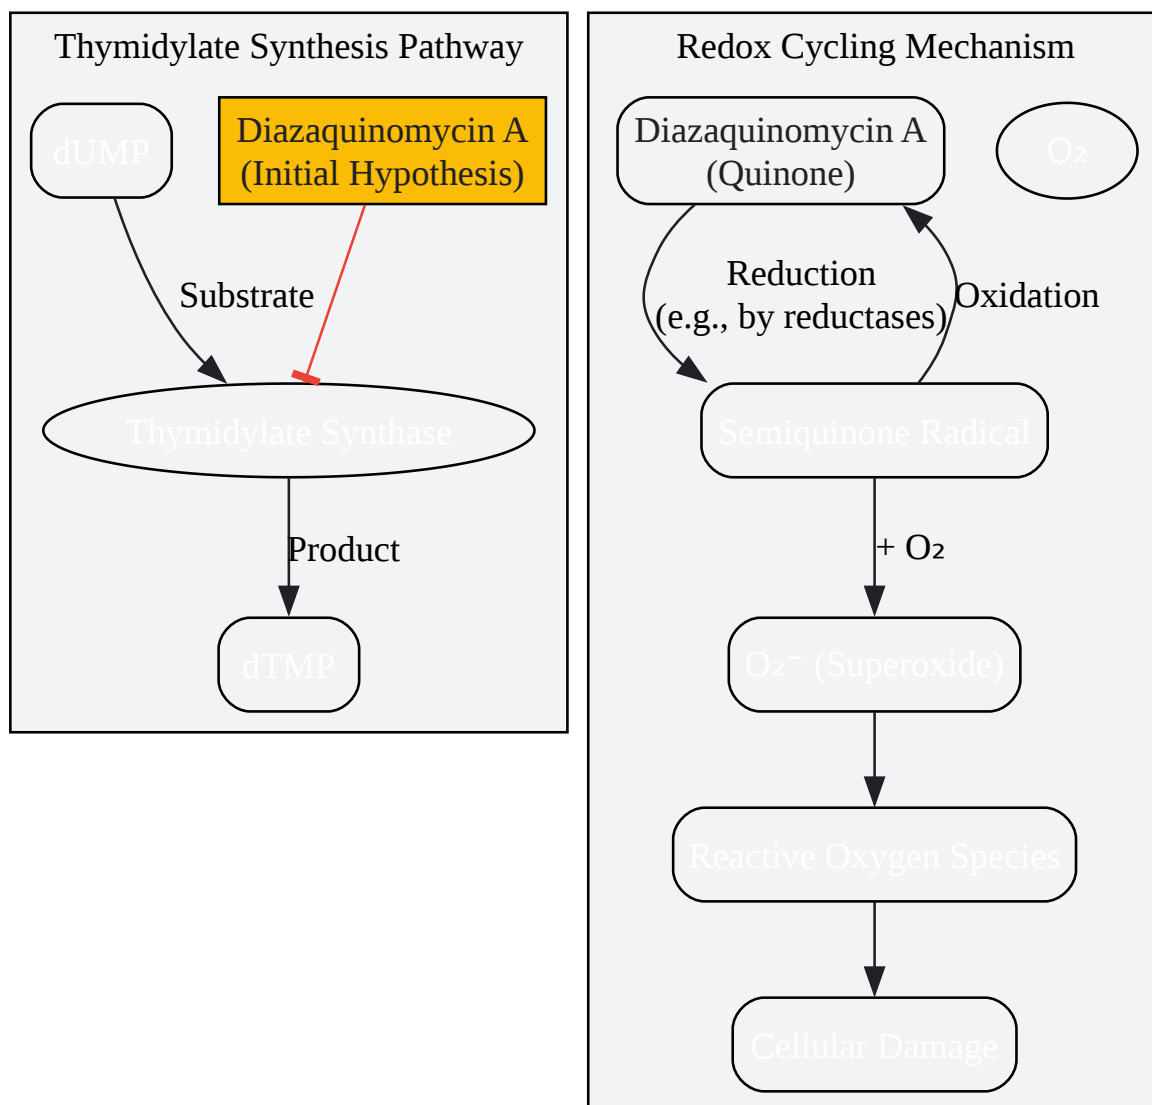 Thymidylate Synthesis Pathway
dUMP
Diazaquinomycin A
(Initial Hypothesis)
Substrate
Thymidylate Synthase
Product
dTMP
Redox Cycling Mechanism
Diazaquinomycin A
(Quinone)
O₂
Reduction
(e.g., by reductases)
Oxidation
Semiquinone Radical
+ O₂
O₂⁻ (Superoxide)
Reactive Oxygen Species
Cellular Damage